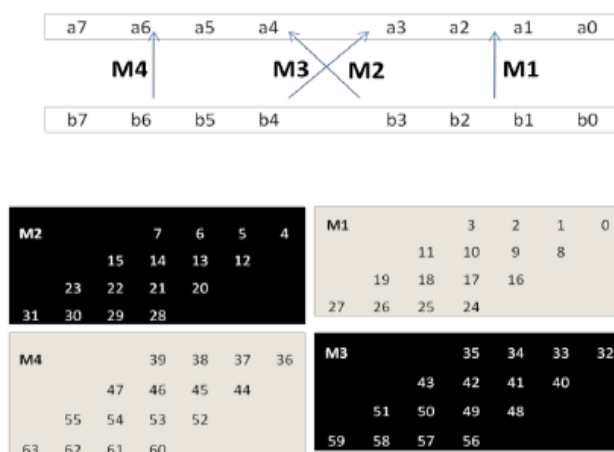 a7 a6 a5 a4 a3 a2 a1 a0
M4 M3 M2 M1
b7 b6 b5 b4 b3 b2 b1 b0
M2 7 6 5 4
15 14 13 12
23 22 21 20
31 30 29 28
M1 3 2 1 0
11 10 9 8
19 18 17 16
27 26 25 24
M4 39 38 37 36
47 46 45 44
55 54 53 52
63 62 61 60
M3 35 34 33 32
43 42 41 40
51 50 49 48
59 58 57 56